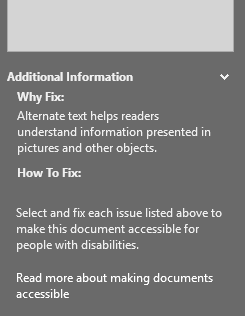 Additional Information
Why Fix:
Alternate text helps readers
understand information presented in
pictures and other objects.
How To Fix:
Select and fix each issue listed above to
make this document accessible for
people with disabilities.
Read more about making documents
accessible